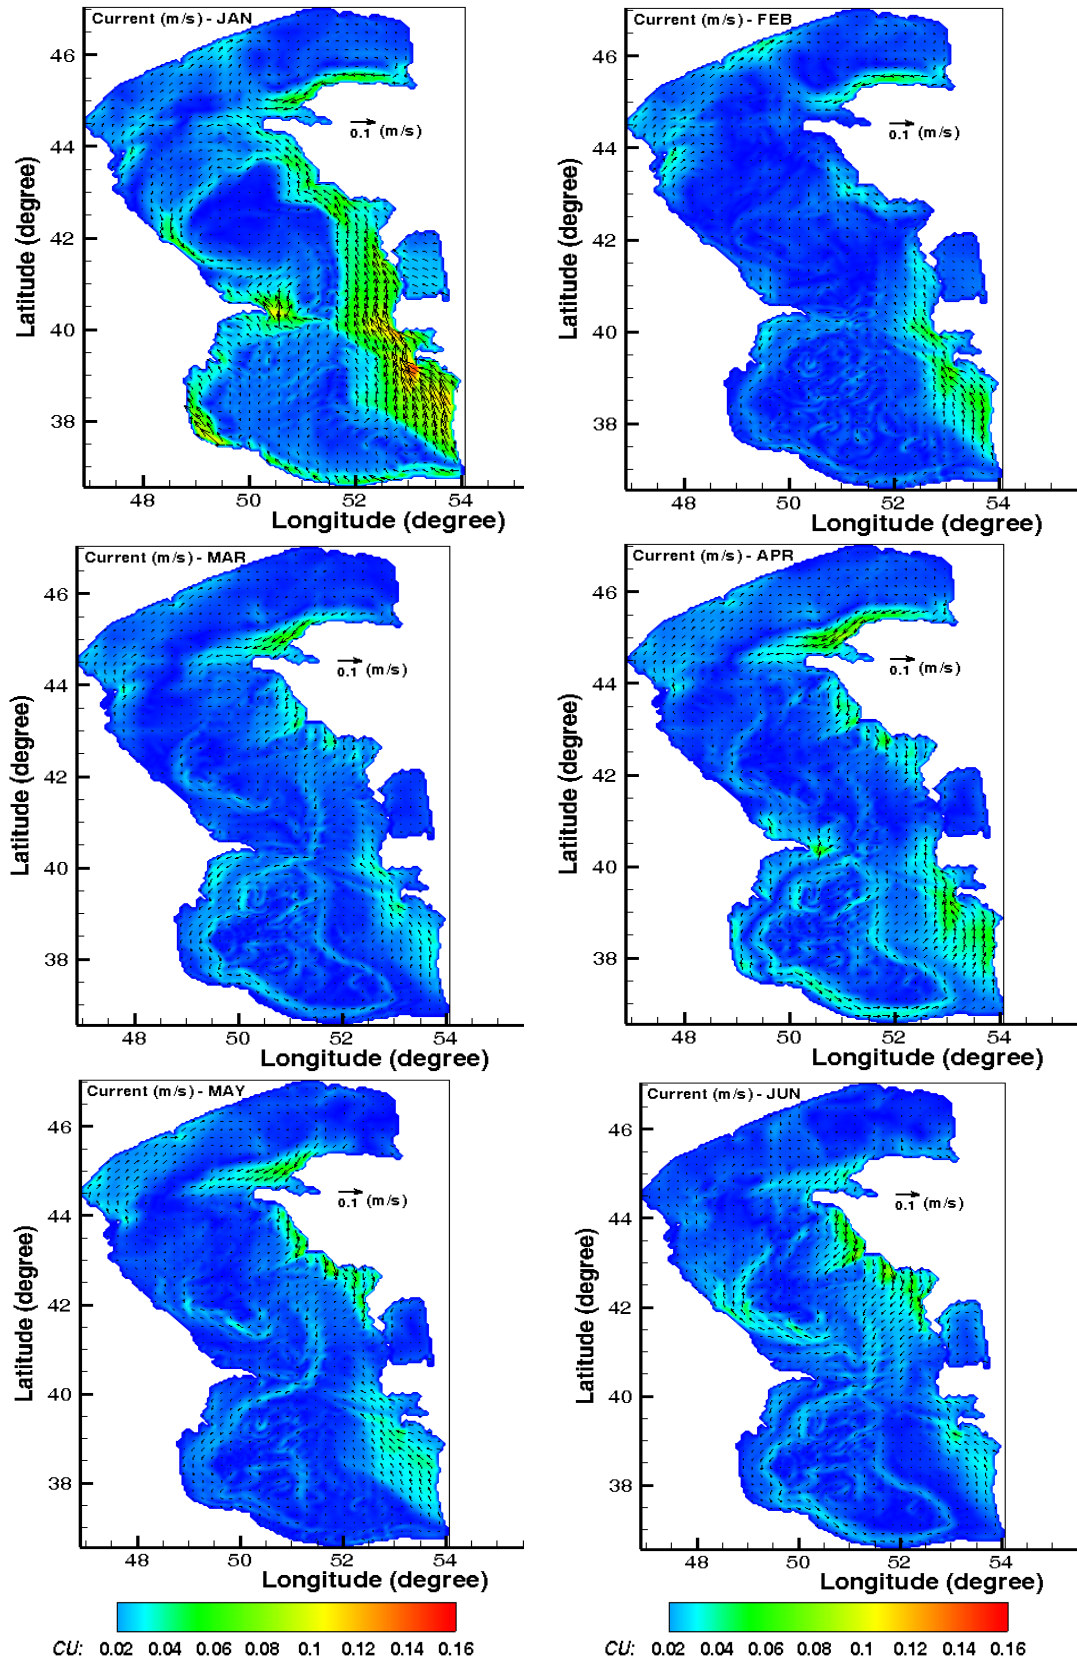 Current (m/s) - JAN
46
44
42
40
38
Latitude (degree)
0.1 (m/s)
48 50 52 54
Longitude (degree)
Current (m/s) - FEB
46
44
42
40
38
Latitude (degree)
0.1 (m/s)
48 50 52 54
Longitude (degree)
Current (m/s) - MAR
46
44
42
40
38
Latitude (degree)
0.1 (m/s)
48 50 52 54
Longitude (degree)
Current (m/s) - APR
46
44
42
40
38
Latitude (degree)
0.1 (m/s)
48 50 52 54
Longitude (degree)
Current (m/s) - MAY
46
44
42
40
38
Latitude (degree)
0.1 (m/s)
48 50 52 54
Longitude (degree)
Current (m/s) - JUN
46
44
42
40
38
Latitude (degree)
0.1 (m/s)
48 50 52 54
Longitude (degree)
CU: 0.02 0.04 0.06 0.08 0.1 0.12 0.14 0.16
CU: 0.02 0.04 0.06 0.08 0.1 0.12 0.14 0.16